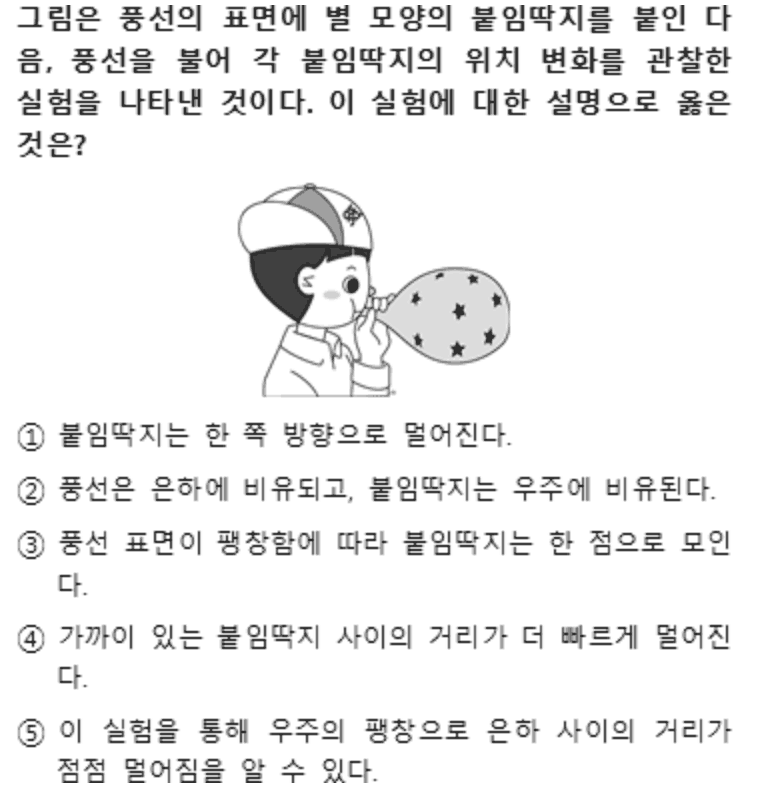 그림은 풍선의 표면에 별 모양의 붙임딱지를 붙인 다
음, 풍선을 불어 각 붙임딱지의 위치 변화를 관찰한
실험을 나타낸 것이다. 이 실험에 대한 설명으로 옳은
것은?
① 붙임딱지는 한 쪽 방향으로 멀어진다.
② 풍선은 은하에 비유되고, 붙임딱지는 우주에 비유된다.
③ 풍선 표면이 팽창함에 따라 붙임딱지는 한 점으로 모인
다.
④ 가까이 있는 붙임딱지 사이의 거리가 더 빠르게 멀어진
다.
⑤ 이 실험을 통해 우주의 팽창으로 은하 사이의 거리가
점점 멀어짐을 알 수 있다.